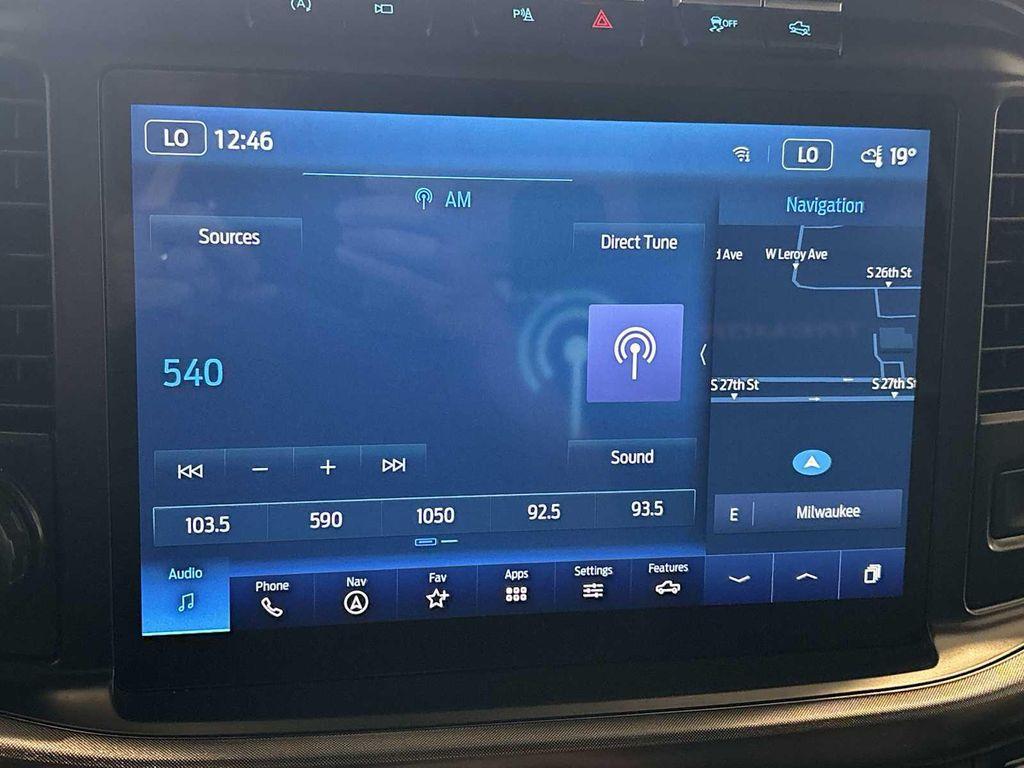 (A)
P
OFF
LO 12:46
LO 19°
AM
Navigation
Sources
Direct Tune
d Ave W Leroy Ave
S 26th St
540
S 27th St S 27th St
Sound
103.5 590 1050 92.5 93.5
E Milwaukee
Audio Phone Nav Fav Apps Settings Features